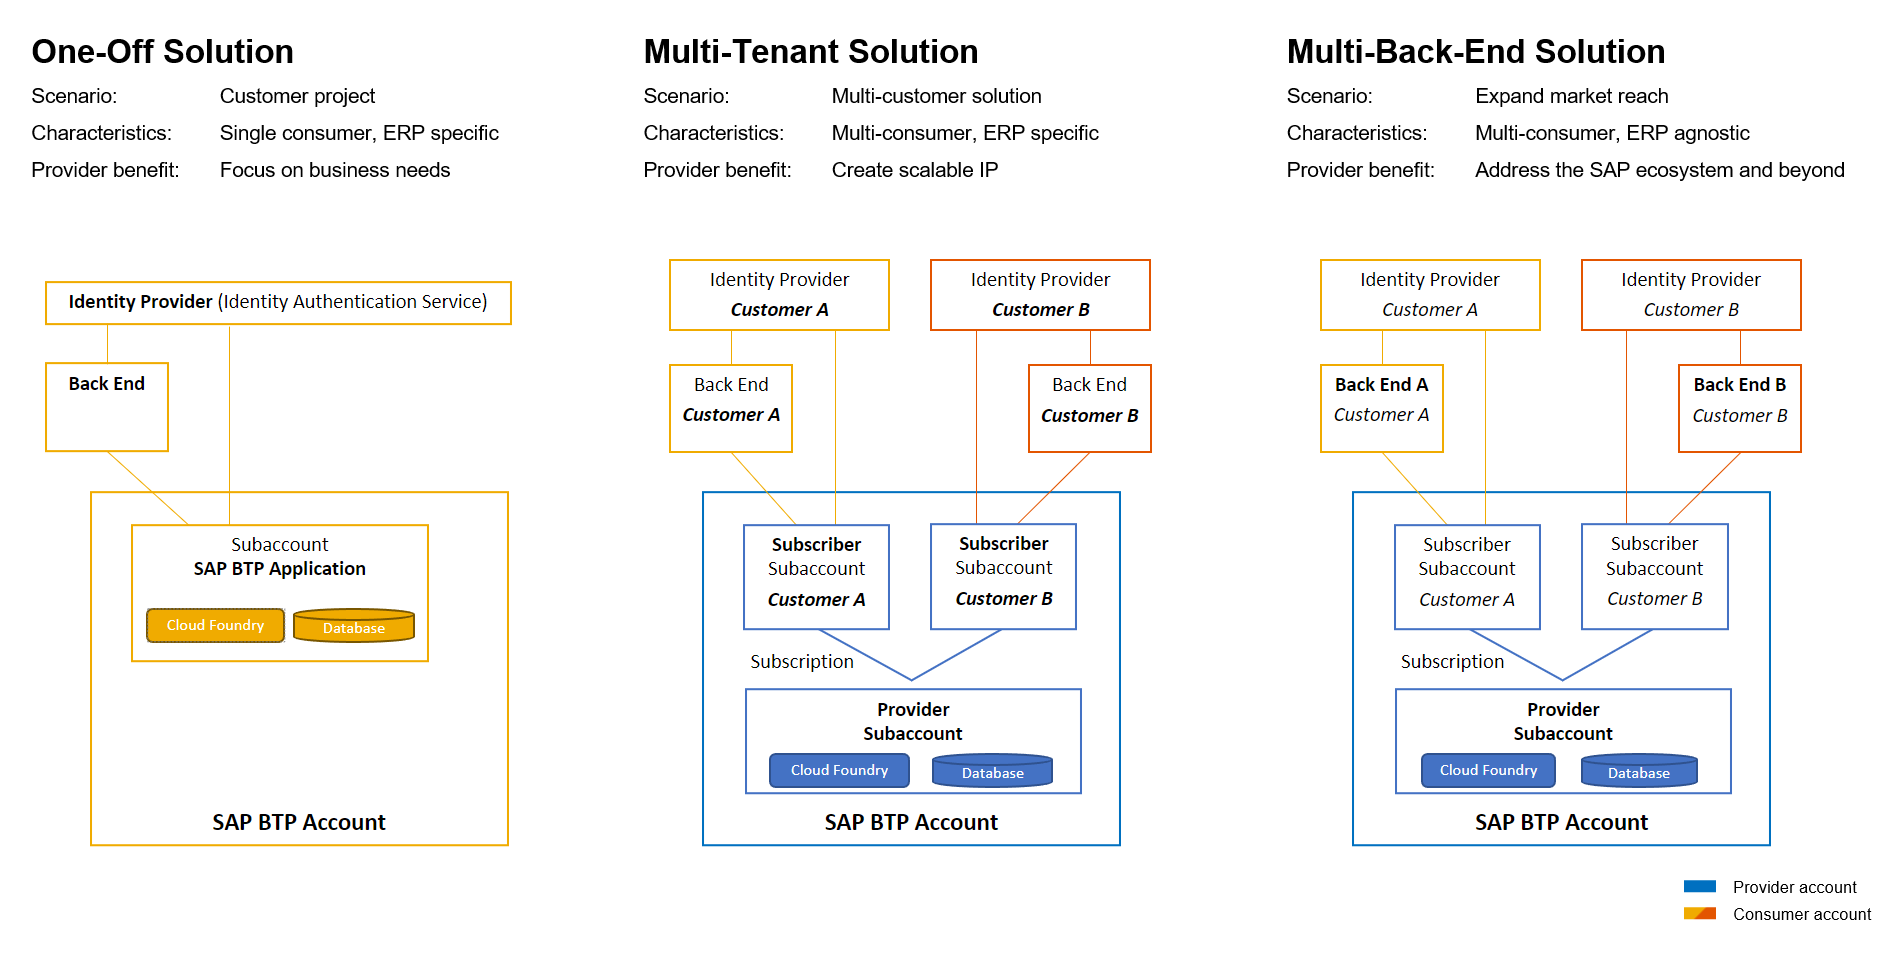 One-Off Solution
Scenario: Customer project
Characteristics: Single consumer, ERP specific
Provider benefit: Focus on business needs
Identity Provider (Identity Authentication Service)
Back End
Subaccount
SAP BTP Application
Cloud Foundry
Database
SAP BTP Account
Multi-Tenant Solution
Scenario: Multi-customer solution
Characteristics: Multi-consumer, ERP specific
Provider benefit: Create scalable IP
Identity Provider
Customer A
Identity Provider
Customer B
Back End
Customer A
Back End
Customer B
Subscriber
Subaccount
Customer A
Subscriber
Subaccount
Customer B
Subscription
Provider
Subaccount
Cloud Foundry
Database
SAP BTP Account
Multi-Back-End Solution
Scenario: Expand market reach
Characteristics: Multi-consumer, ERP agnostic
Provider benefit: Address the SAP ecosystem and beyond
Identity Provider
Customer A
Identity Provider
Customer B
Back End A
Customer A
Back End B
Customer B
Subscriber
Subaccount
Customer A
Subscriber
Subaccount
Customer B
Subscription
Provider
Subaccount
Cloud Foundry
Database
SAP BTP Account
Provider account
Consumer account